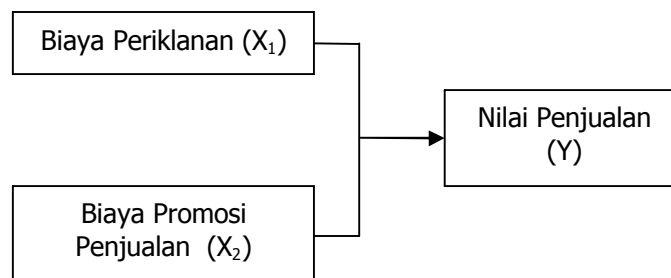 Biaya Periklanan (X₁)
Nilai Penjualan
(Y)
Biaya Promosi
Penjualan (X₂)